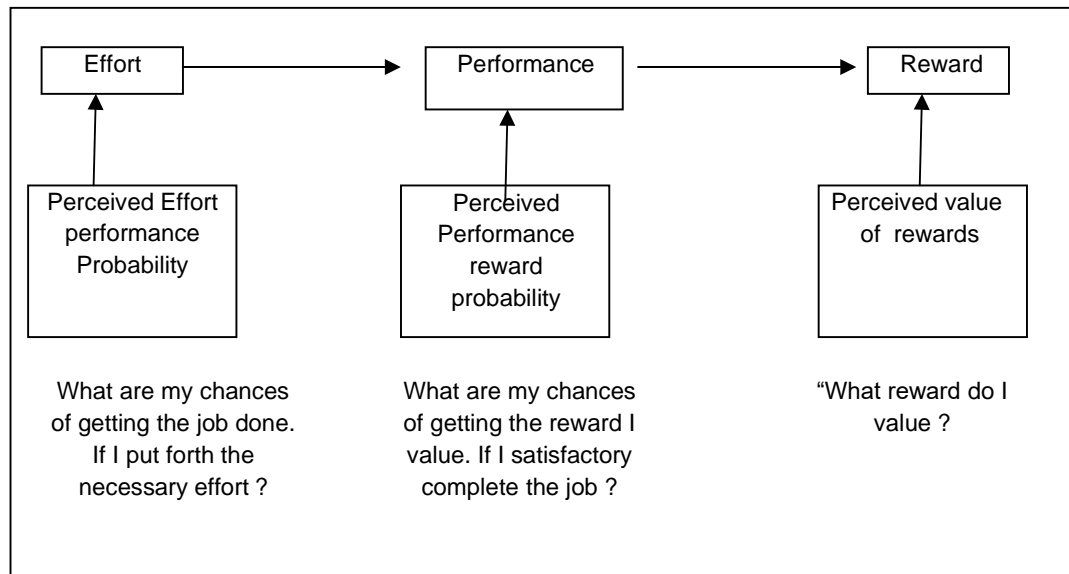 Effort
Performance
Reward
Perceived Effort
performance
Probability
Perceived
Performance
reward
probability
Perceived value
of rewards
What are my chances
of getting the job done.
If I put forth the
necessary effort ?
What are my chances
of getting the reward I
value. If I satisfactory
complete the job ?
“What reward do I
value ?